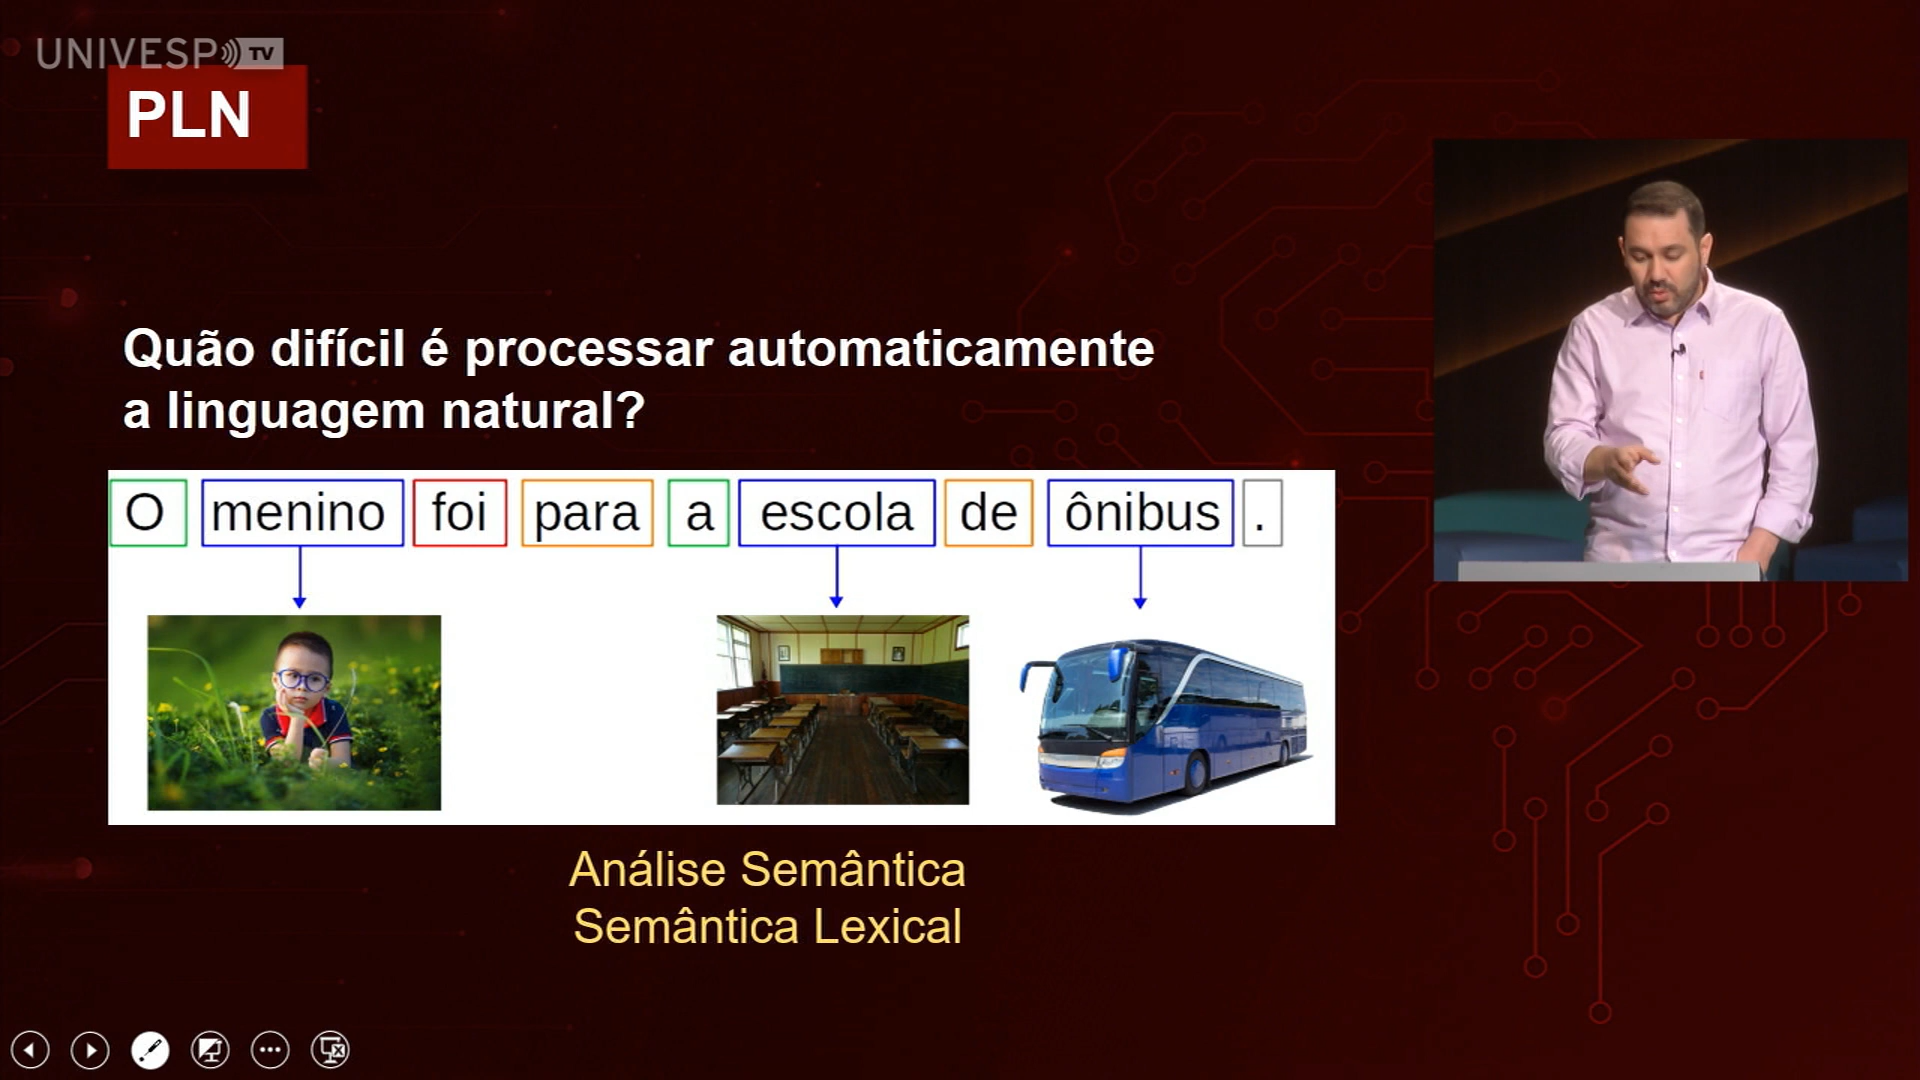 UNIVESP TV
PLN
Quão difícil é processar automaticamente
a linguagem natural?
O menino foi para a escola de ônibus .
Análise Semântica
Semântica Lexical